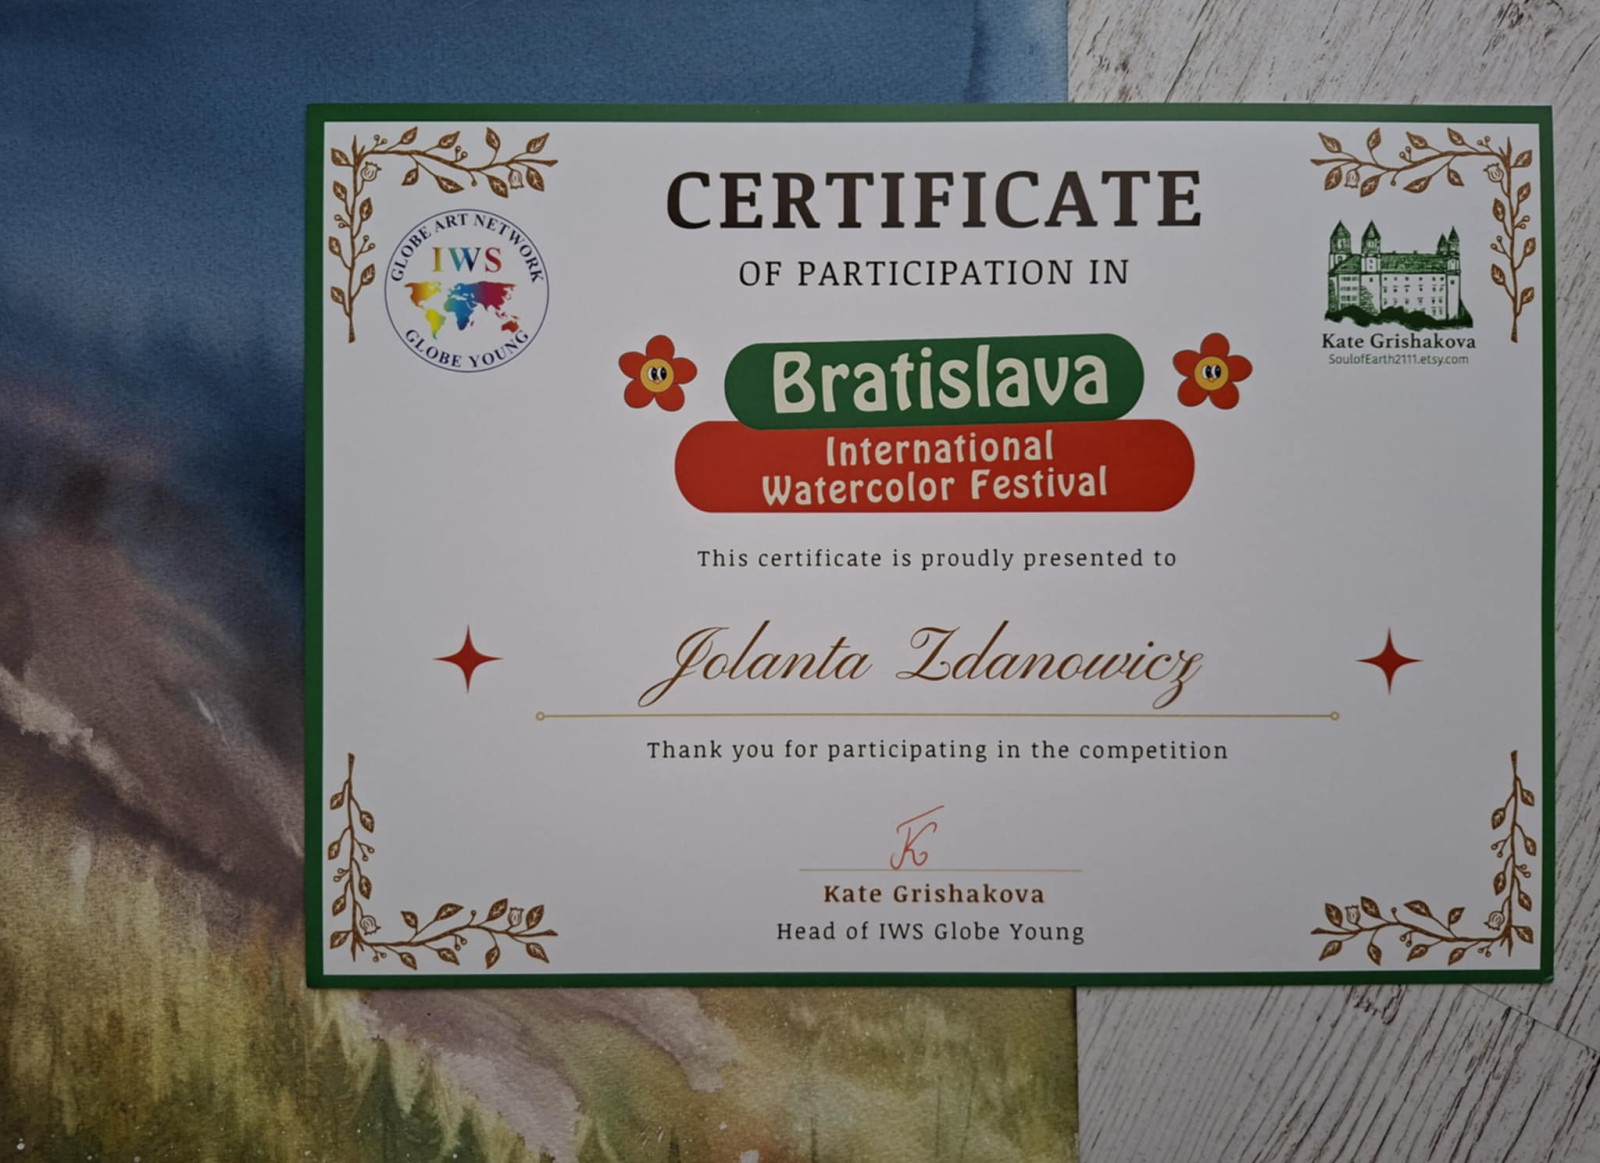 CERTIFICATE
OF PARTICIPATION IN
GLOBE ART NETWORK
IWS
GLOBE YOUNG
Kate Grishakova
SoulofEarth2111.etsy.com
Bratislava
International
Watercolor Festival
This certificate is proudly presented to
Jolanta Zdanowicz
Thank you for participating in the competition
K
Kate Grishakova
Head of IWS Globe Young